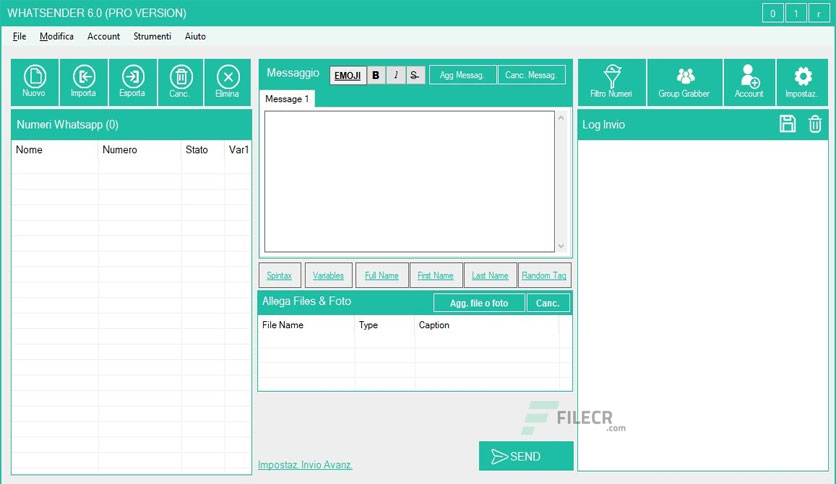 WHATSENDER 6.0 (PRO VERSION) 0 1 r
File Modifica Account Strumenti Aiuto
Nuovo Importa Esporta Canc. Elimina
Numeri Whatsapp (0)
Nome Numero Stato Var1
Messaggio EMOJI B I S Agg Messag. Canc. Messag.
Message 1
Spintax Variables Full Name First Name Last Name Random Tag
Allega Files & Foto Agg. file o foto Canc.
File Name Type Caption
Impostaz. Invio Avanz.
SEND
Filtro Numeri Group Grabber Account Impostaz.
Log Invio
FILECR
.com